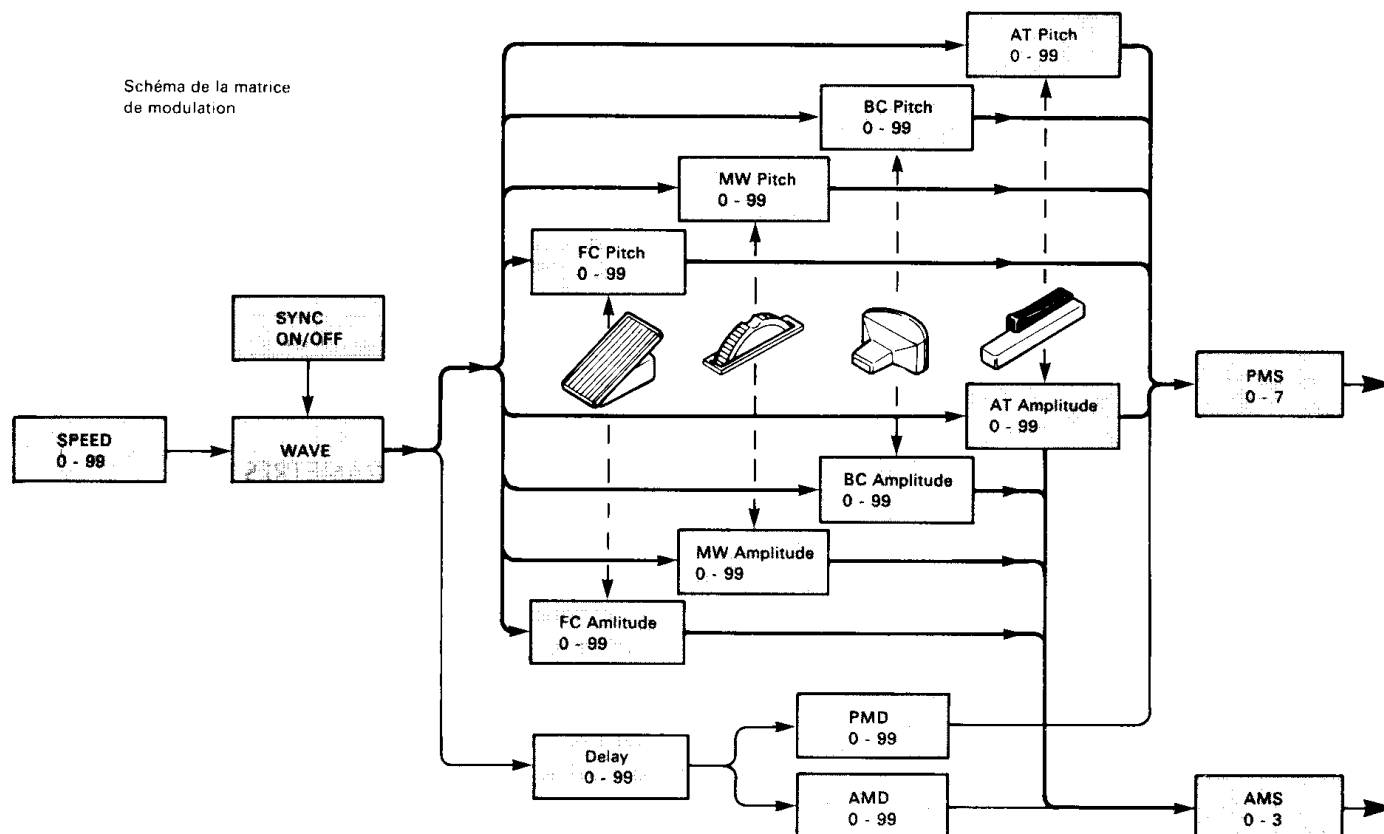 Schéma de la matrice
de modulation
AT Pitch
0 - 99
BC Pitch
0 - 99
MW Pitch
0 - 99
FC Pitch
0 - 99
SYNC
ON/OFF
SPEED
0 - 99
WAVE
AT Amplitude
0 - 99
BC Amplitude
0 - 99
MW Amplitude
0 - 99
FC Amlitude
0 - 99
PMS
0 - 7
Delay
0 - 99
PMD
0 - 99
AMD
0 - 99
AMS
0 - 3